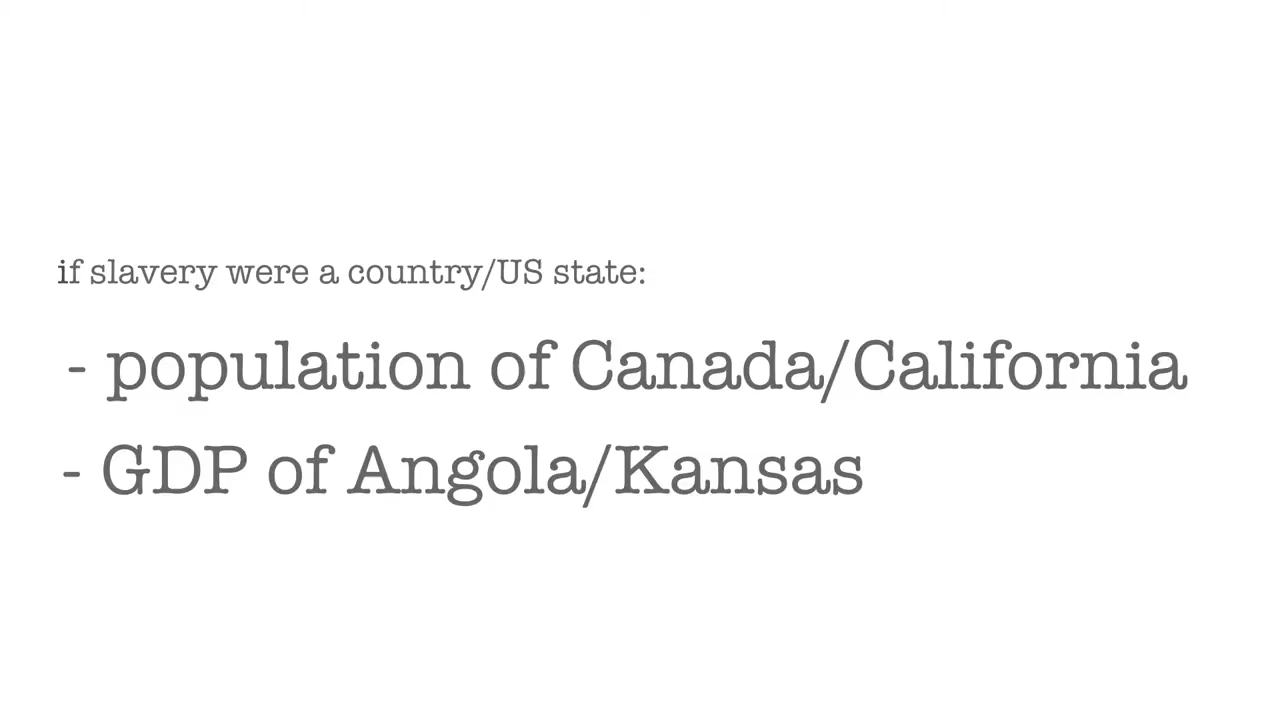 if slavery were a country/US state:
- population of Canada/California
- GDP of Angola/Kansas